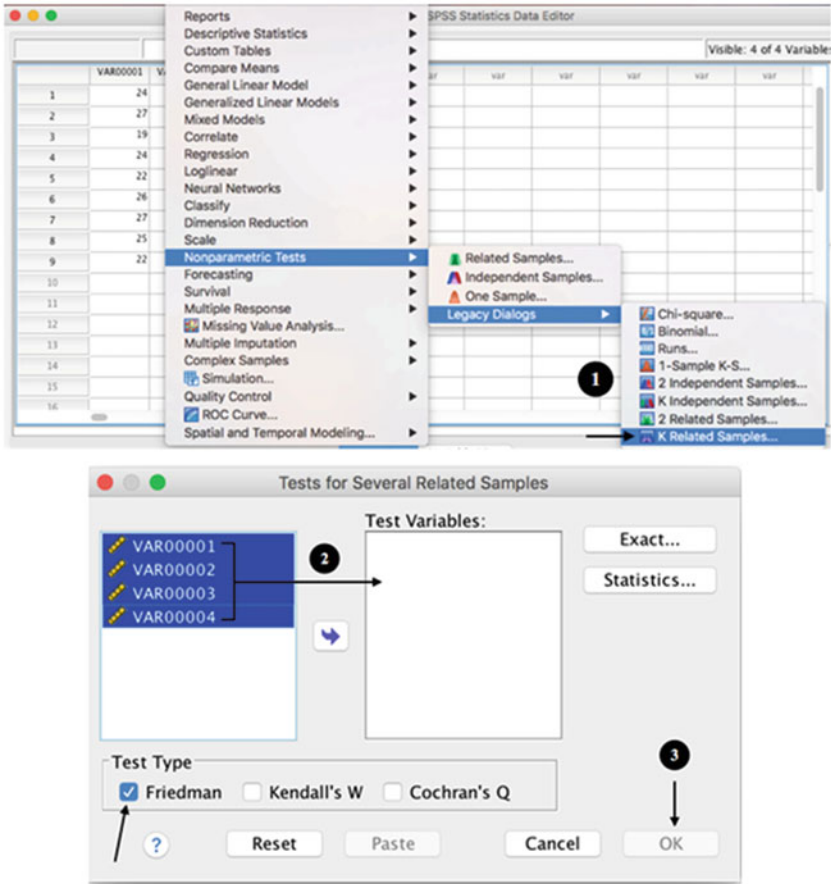 Reports
SPSS Statistics Data Editor
Descriptive Statistics
Custom Tables
Visible: 4 of 4 Variables
Compare Means
VAR00001
var
var
var
var
var
General Linear Model
1
24
Generalized Linear Models
2
27
Mixed Models
3
19
Correlate
4
24
Regression
5
22
Loglinear
6
26
Neural Networks
7
27
Classify
8
25
Dimension Reduction
9
22
Scale
10
Nonparametric Tests
11
Forecasting
12
Survival
13
Multiple Response
14
Missing Value Analysis...
15
Multiple Imputation
16
Complex Samples
Simulation...
Quality Control
ROC Curve...
Spatial and Temporal Modeling...
Related Samples...
Independent Samples...
One Sample...
Legacy Dialogs
Chi-square...
Binomial...
Runs...
1-Sample K-S...
2 Independent Samples...
K Independent Samples...
2 Related Samples...
K Related Samples...
1
Tests for Several Related Samples
Test Variables:
VAR00001
VAR00002
VAR00003
VAR00004
2
Exact...
Statistics...
Test Type
Friedman
Kendall's W
Cochran's Q
3
?
Reset
Paste
Cancel
OK